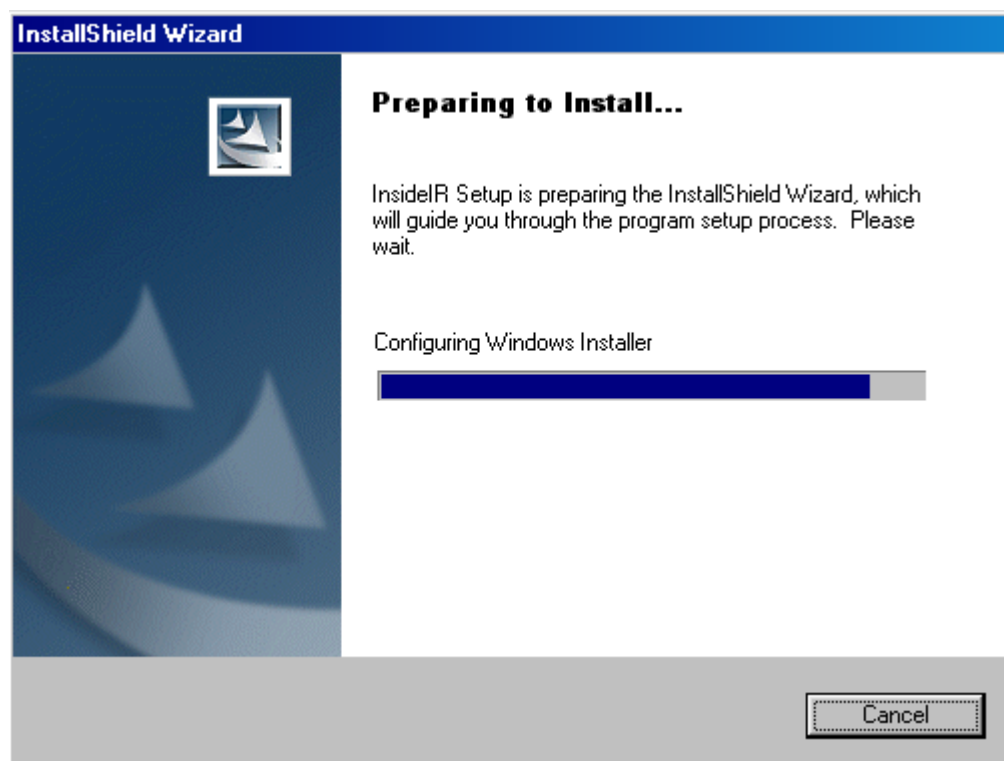 InstallShield Wizard
Preparing to Install...
InsideIR Setup is preparing the InstallShield Wizard, which
will guide you through the program setup process.  Please
wait.
Configuring Windows Installer
Cancel